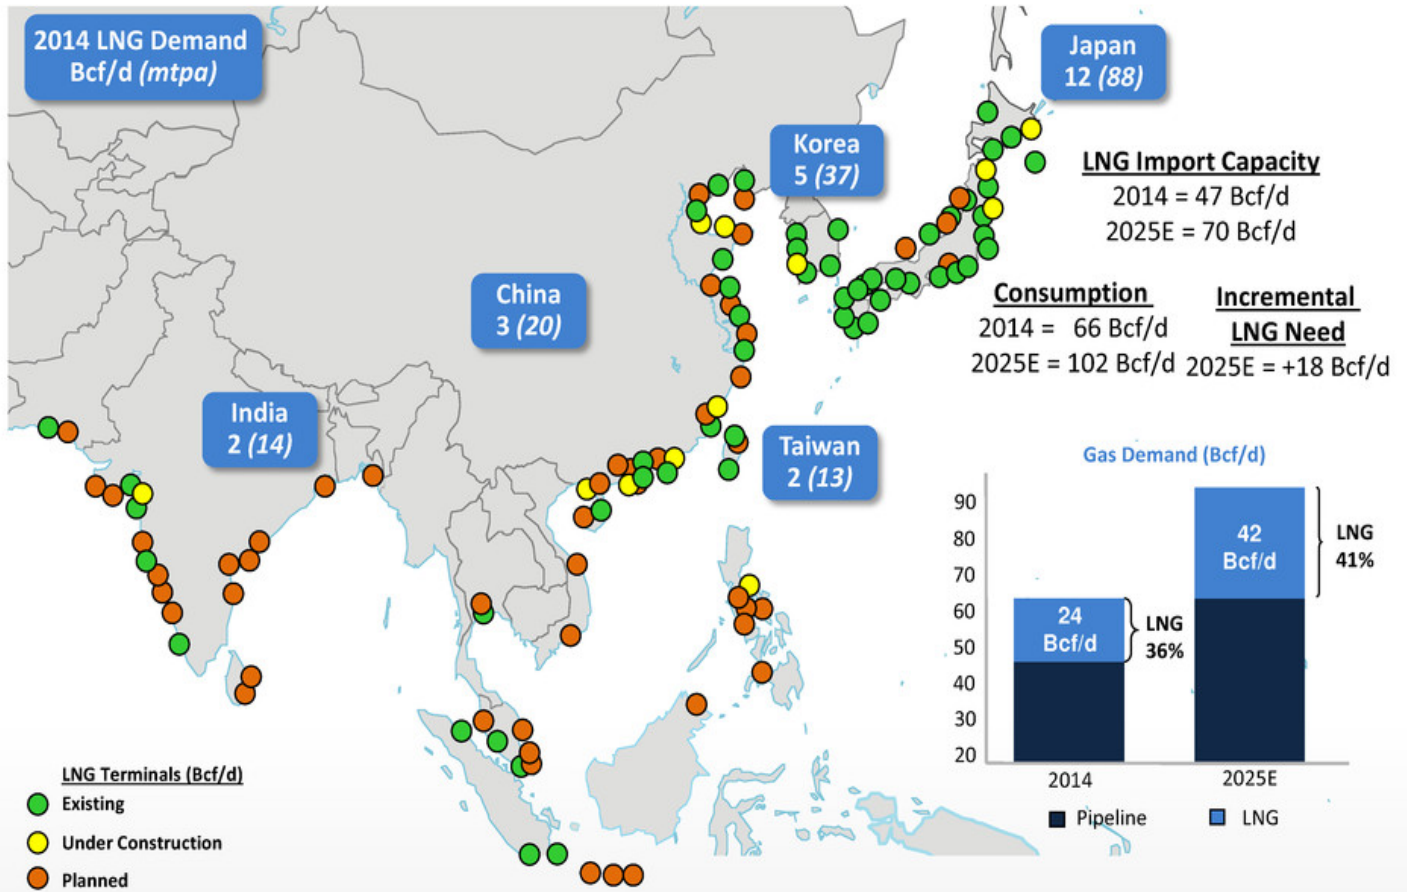 2014 LNG Demand
Bcf/d (mtpa)
Japan
12 (88)
Korea
5 (37)
China
3 (20)
India
2 (14)
Taiwan
2 (13)
LNG Import Capacity
2014 = 47 Bcf/d
2025E = 70 Bcf/d
Consumption
2014 = 66 Bcf/d
2025E = 102 Bcf/d
Incremental
LNG Need
2025E = +18 Bcf/d
Gas Demand (Bcf/d)
90
80
70
60
50
40
30
20
24
Bcf/d
LNG
36%
42
Bcf/d
LNG
41%
2014
2025E
Pipeline
LNG
LNG Terminals (Bcf/d)
Existing
Under Construction
Planned